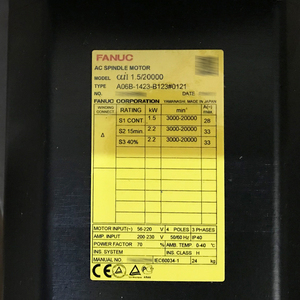 FANUC
AC SPINDLE MOTOR
MODEL αiI 1.5/20000
TYPE A06B-1423-B123#0121
NO. DATE
FANUC CORPORATION YAMANASHI, MADE IN JAPAN
WINDING CONNECT RATING kW min⁻¹ A(~)
S1 CONT 1.5 3000-20000 28
S2 15min 2.2 3000-20000 33
S3 40% 2.2 3000-20000 33
MOTOR INPUT(~) 56-220 V 4 POLES 3 PHASES
AMP. INPUT 200-230 V 50/60 Hz IP40
POWER FACTOR 70 % AMB. TEMP. 0-40 ℃
INS. SYSTEM INS. CLASS H
MANUAL NO. IEC60034-1 24 kg